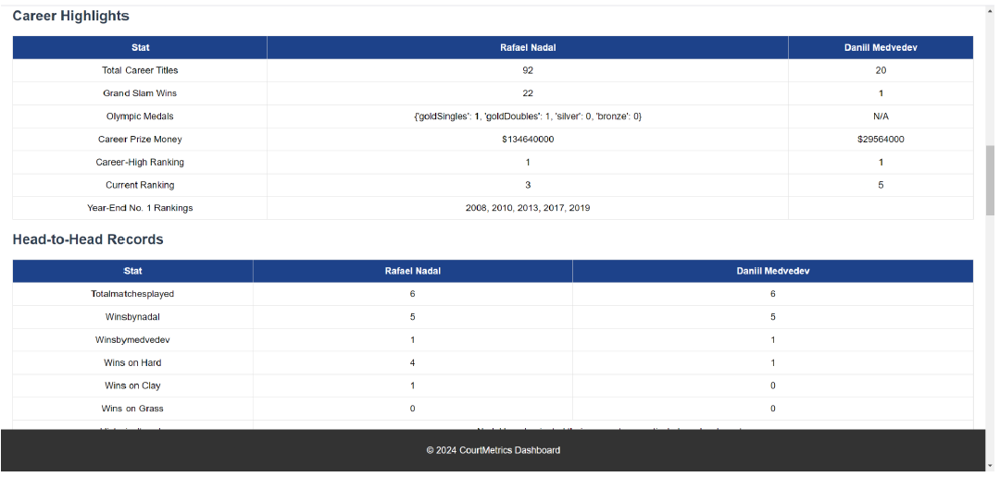 Career Highlights
Stat Rafael Nadal Daniil Medvedev
Total Career Titles 92 20
Grand Slam Wins 22 1
Olympic Medals {'goldSingles': 1, 'goldDoubles': 1, 'silver': 0, 'bronze': 0} N/A
Career Prize Money $134640000 $29564000
Career-High Ranking 1 1
Current Ranking 3 5
Year-End No. 1 Rankings 2008, 2010, 2013, 2017, 2019
Head-to-Head Records
Stat Rafael Nadal Daniil Medvedev
Totalmatchesplayed 6 6
Winsbynadal 5 5
Winsbymedvedev 1 1
Wins on Hard 4 1
Wins on Clay 1 0
Wins on Grass 0 0
© 2024 CourtMetrics Dashboard